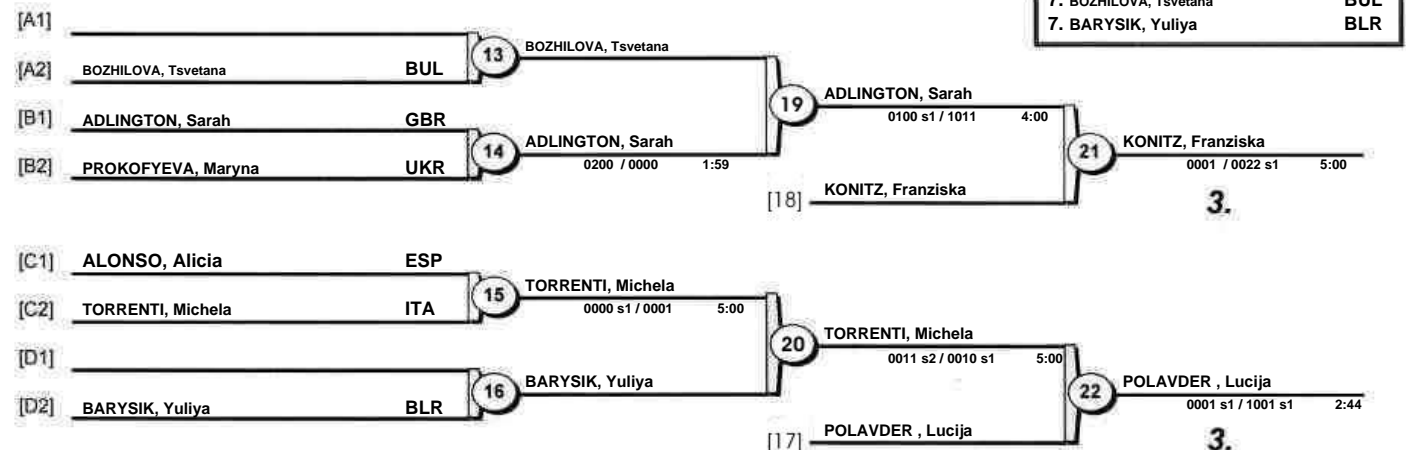 7. BOZHILOVA, Tsvetana BUL
7. BARYSIK, Yuliya BLR
[A1]
[A2] BOZHILOVA, Tsvetana BUL
13 BOZHILOVA, Tsvetana
[B1] ADLINGTON, Sarah GBR
[B2] PROKOFYEVA, Maryna UKR
14 ADLINGTON, Sarah
0200 / 0000 1:59
19 ADLINGTON, Sarah
0100 s1 / 1011 4:00
[18] KONITZ, Franziska
21 KONITZ, Franziska
0001 / 0022 s1 5:00
3.
[C1] ALONSO, Alicia ESP
[C2] TORRENTI, Michela ITA
15 TORRENTI, Michela
0000 s1 / 0001 5:00
[D1]
[D2] BARYSIK, Yuliya BLR
16 BARYSIK, Yuliya
20 TORRENTI, Michela
0011 s2 / 0010 s1 5:00
[17] POLAVDER , Lucija
22 POLAVDER , Lucija
0001 s1 / 1001 s1 2:44
3.